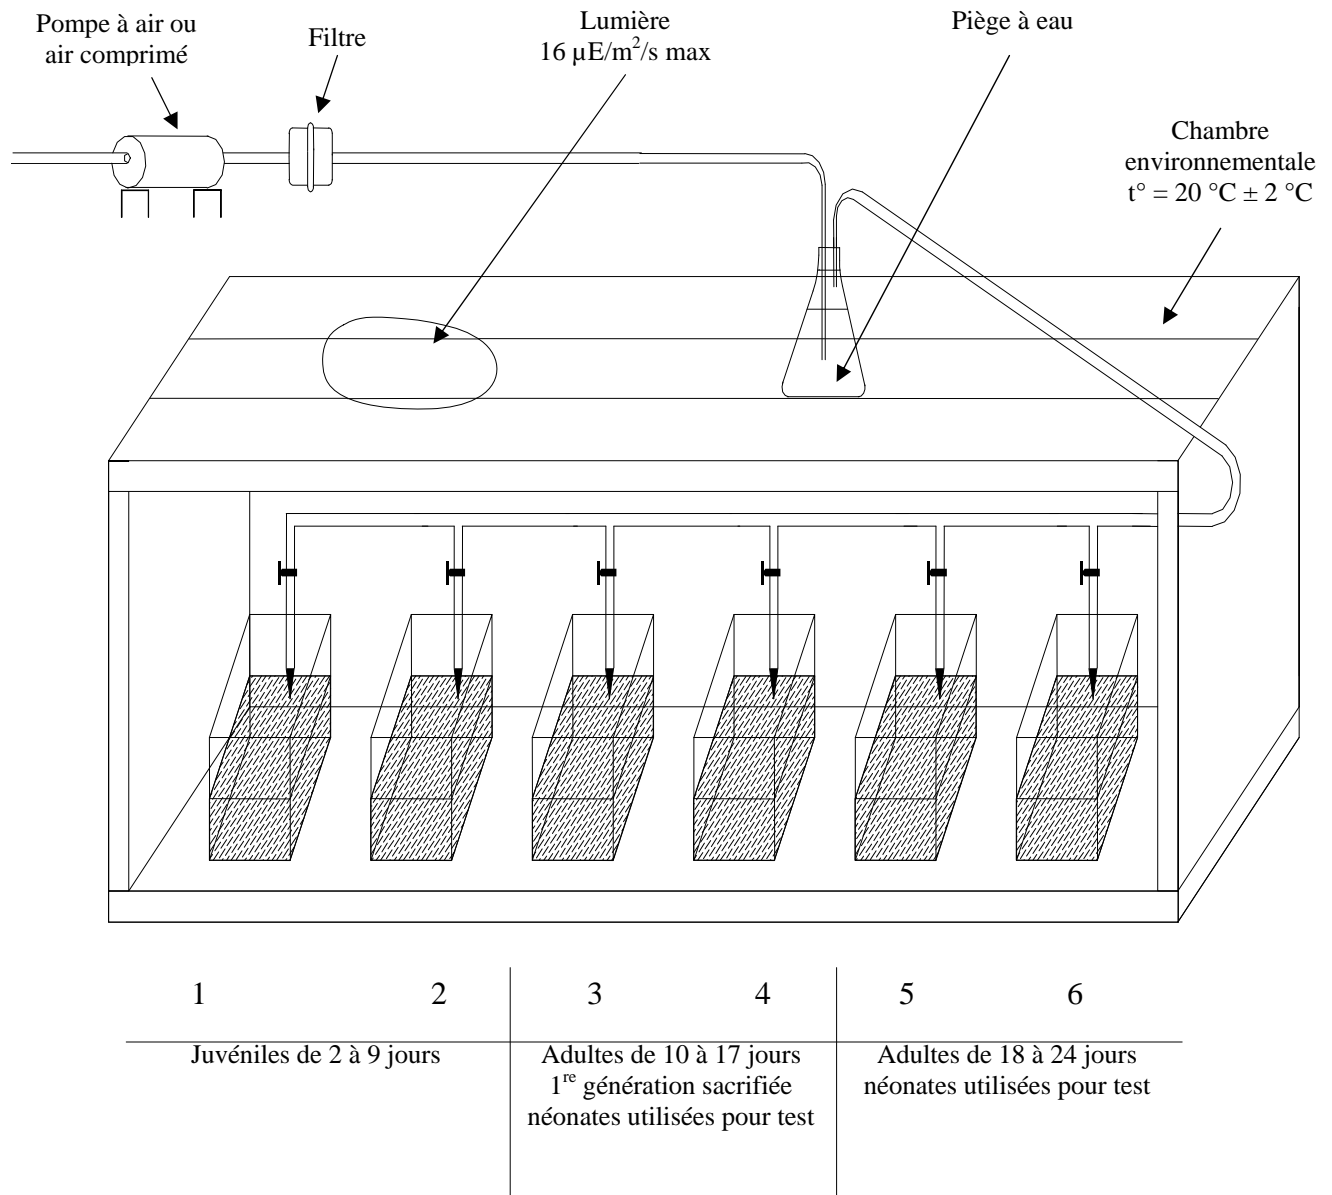 Pompe à air ou
air comprimé
Filtre
Lumière
16 µE/m²/s max
Piège à eau
Chambre
environnementale
t° = 20 °C ± 2 °C
1
2
3
4
5
6
Juvéniles de 2 à 9 jours
Adultes de 10 à 17 jours
1re génération sacrifiée
néonates utilisées pour test
Adultes de 18 à 24 jours
néonates utilisées pour test